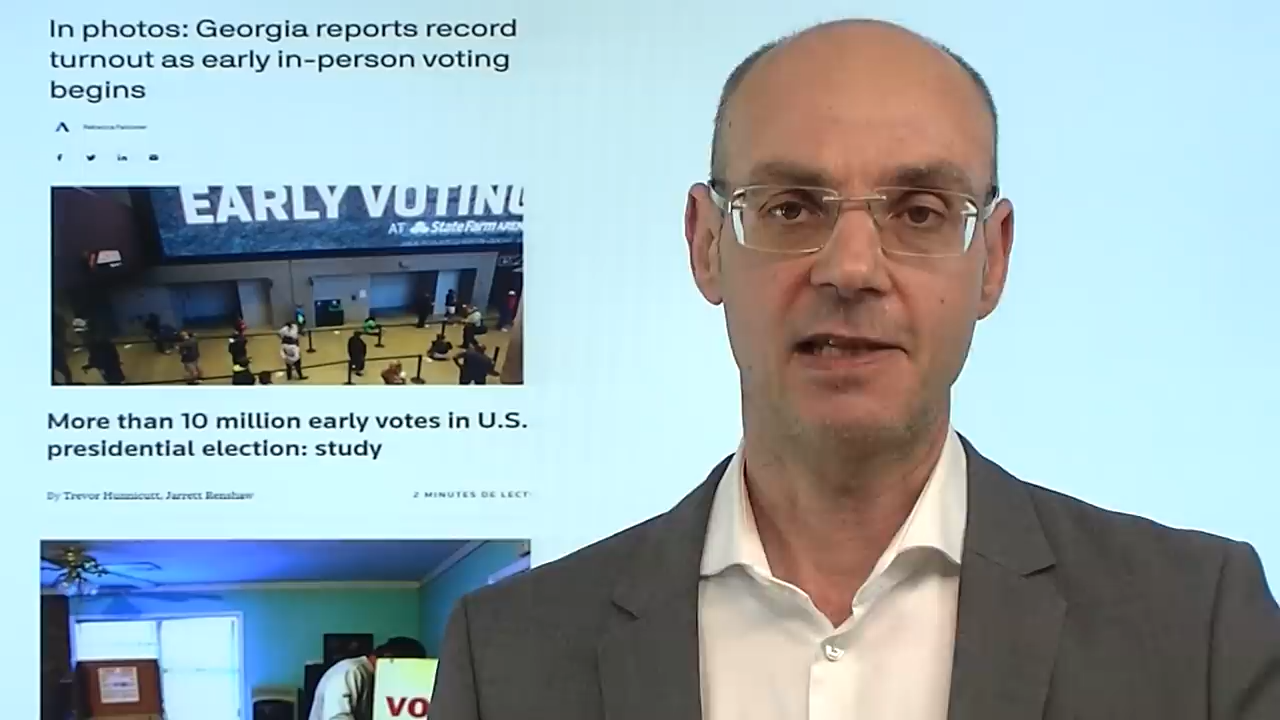 In photos: Georgia reports record
turnout as early in-person voting
begins
EARLY VOTING
AT State Farm
More than 10 million early votes in U.S.
presidential election: study
By Trevor Hunnicutt, Jarrett Renshaw
2 MINUTES DE LECT
VO